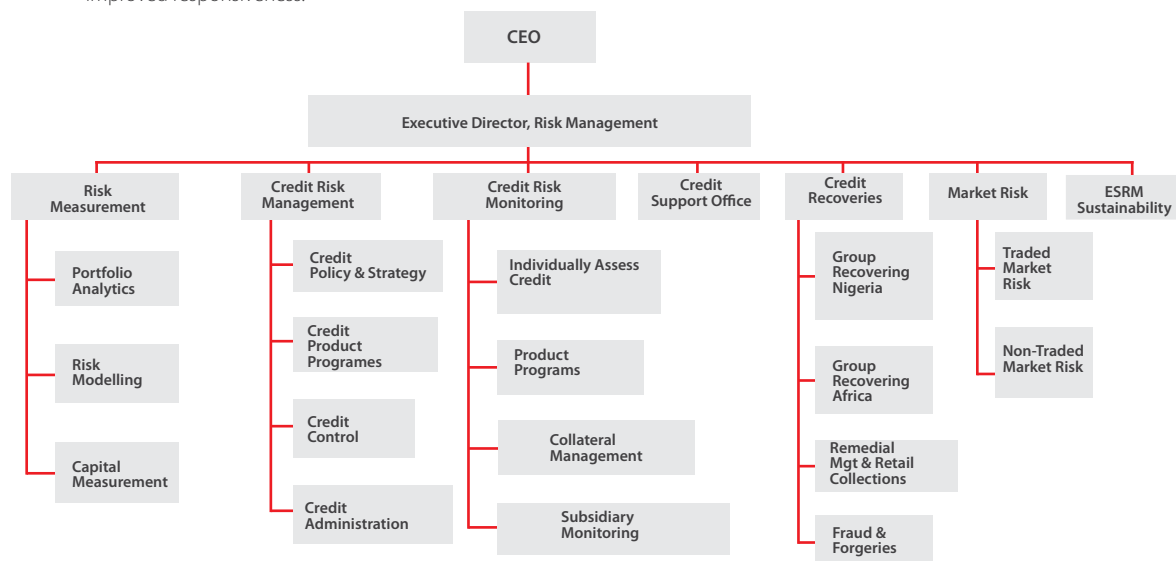 improved responsiveness.
CEO
Executive Director, Risk Management
Risk
Measurement
Credit Risk
Management
Credit Risk
Monitoring
Credit
Support Office
Credit
Recoveries
Market Risk
ESRM
Sustainability
Portfolio
Analytics
Risk
Modelling
Capital
Measurement
Credit
Policy & Strategy
Credit
Product
Programes
Credit
Control
Credit
Administration
Individually Assess
Credit
Product
Programs
Collateral
Management
Subsidiary
Monitoring
Group
Recovering
Nigeria
Group
Recovering
Africa
Remedial
Mgt & Retail
Collections
Fraud &
Forgeries
Traded
Market
Risk
Non-Traded
Market Risk